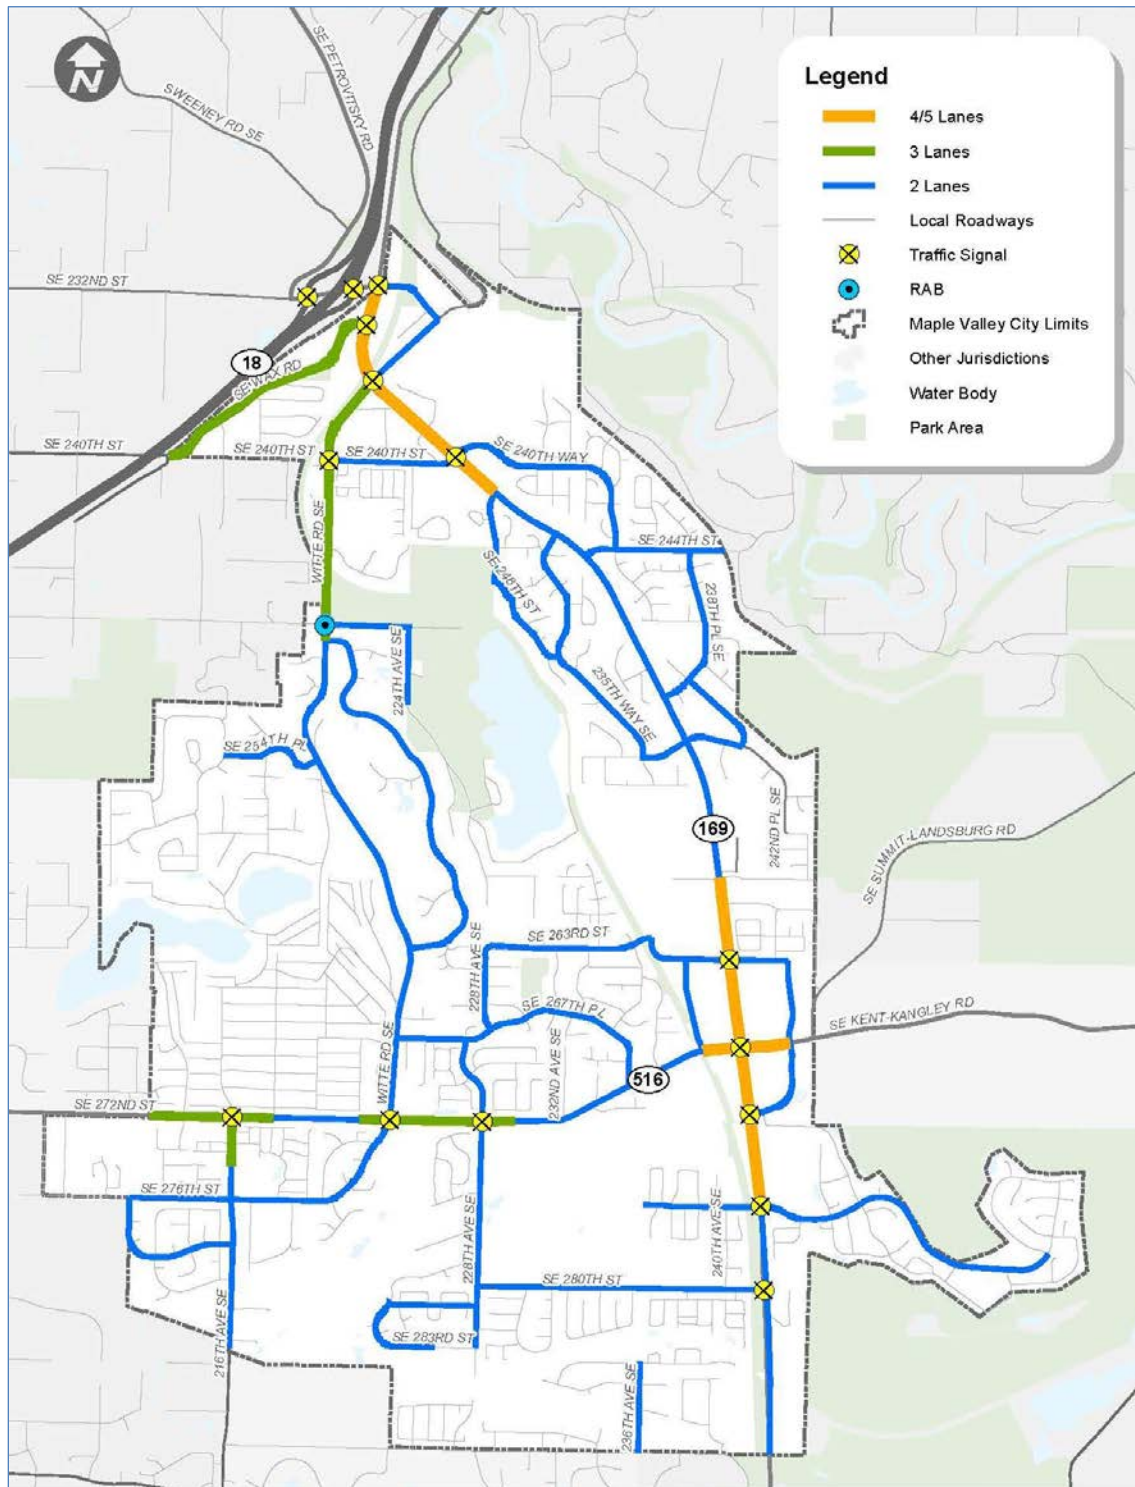 N
SE PETROVITSKY RD
SWEENEY RD SE
Legend
4/5 Lanes
3 Lanes
2 Lanes
Local Roadways
Traffic Signal
RAB
Maple Valley City Limits
Other Jurisdictions
Water Body
Park Area
SE 232ND ST
18
SE WAX RD
SE 240TH ST
SE 240TH ST
SE 240TH ST
SE 240TH WAY
WITTE RD SE
SE 244TH ST
SE 248TH ST
238TH PL SE
224TH AVE SE
235TH WAY SE
SE 254TH PL
169
242ND PL SE
SE SUMMIT-LANDSBURG RD
228TH AVE SE
SE 263RD ST
SE 267TH PL
SE KENT-KANGLEY RD
WITTE RD SE
232ND AVE SE
516
SE 272ND ST
SE 276TH ST
228TH AVE SE
240TH AVE SE
SE 280TH ST
216TH AVE SE
SE 283RD ST
236TH AVE SE